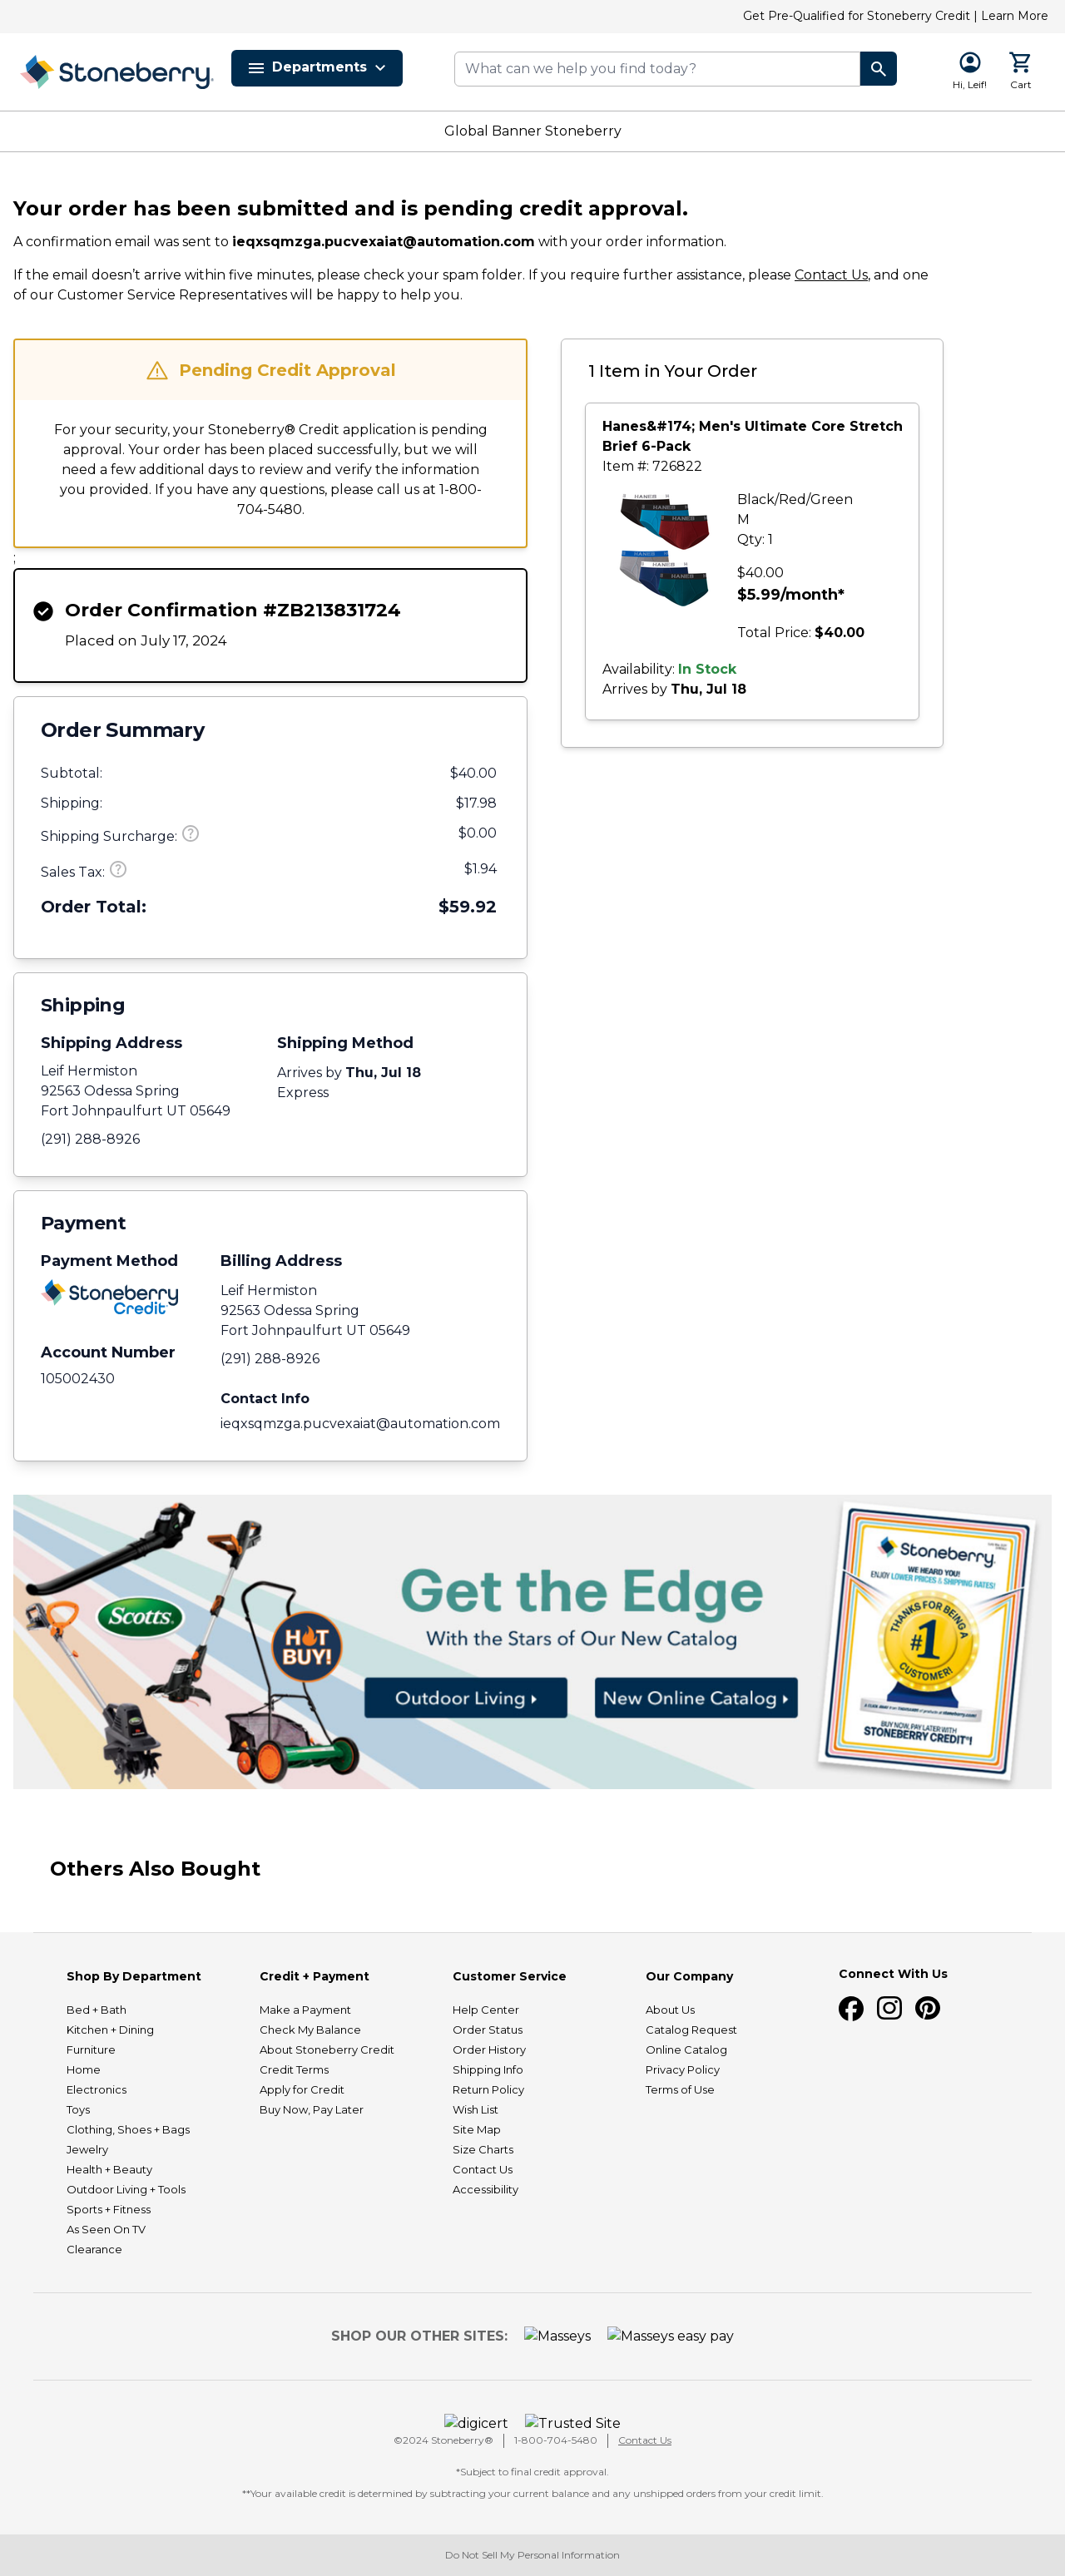 Get Pre-Qualified for Stoneberry Credit | Learn More
Stoneberry
Departments
What can we help you find today?
Hi, Leif!
Cart
Global Banner Stoneberry
Your order has been submitted and is pending credit approval.
A confirmation email was sent to ieqxsqmzga.pucvexaiat@automation.com with your order information.
If the email doesn't arrive within five minutes, please check your spam folder. If you require further assistance, please Contact Us, and one
of our Customer Service Representatives will be happy to help you.
Pending Credit Approval
For your security, your Stoneberry® Credit application is pending
approval. Your order has been placed successfully, but we will
need a few additional days to review and verify the information
you provided. If you have any questions, please call us at 1-800-
704-5480.
;
Order Confirmation #ZB213831724
Placed on July 17, 2024
Order Summary
Subtotal: $40.00
Shipping: $17.98
Shipping Surcharge: $0.00
Sales Tax: $1.94
Order Total: $59.92
Shipping
Shipping Address
Leif Hermiston
92563 Odessa Spring
Fort Johnpaulfurt UT 05649
(291) 288-8926
Shipping Method
Arrives by Thu, Jul 18
Express
Payment
Payment Method
Stoneberry
Credit
Account Number
105002430
Billing Address
Leif Hermiston
92563 Odessa Spring
Fort Johnpaulfurt UT 05649
(291) 288-8926
Contact Info
ieqxsqmzga.pucvexaiat@automation.com
1 Item in Your Order
Hanes&#174; Men's Ultimate Core Stretch
Brief 6-Pack
Item #: 726822
HANES
HANES
HANES
HANES
HANES
HANES
Black/Red/Green
M
Qty: 1
$40.00
$5.99/month*
Total Price: $40.00
Availability: In Stock
Arrives by Thu, Jul 18
Scotts
HOT
BUY!
Get the Edge
With the Stars of Our New Catalog
Outdoor Living
New Online Catalog
Stoneberry
WE HEARD YOU!
ENJOY LOWER PRICES & SHIPPING RATES!
THANKS FOR BEING A
#1
CUSTOMER!
BUY NOW, PAY LATER WITH
STONEBERRY CREDIT*!
Others Also Bought
Shop By Department
Bed + Bath
Kitchen + Dining
Furniture
Home
Electronics
Toys
Clothing, Shoes + Bags
Jewelry
Health + Beauty
Outdoor Living + Tools
Sports + Fitness
As Seen On TV
Clearance
Credit + Payment
Make a Payment
Check My Balance
About Stoneberry Credit
Credit Terms
Apply for Credit
Buy Now, Pay Later
Customer Service
Help Center
Order Status
Order History
Shipping Info
Return Policy
Wish List
Site Map
Size Charts
Contact Us
Accessibility
Our Company
About Us
Catalog Request
Online Catalog
Privacy Policy
Terms of Use
Connect With Us
SHOP OUR OTHER SITES: Masseys Masseys easy pay
digicert Trusted Site
©2024 Stoneberry® 1-800-704-5480 Contact Us
*Subject to final credit approval.
**Your available credit is determined by subtracting your current balance and any unshipped orders from your credit limit.
Do Not Sell My Personal Information